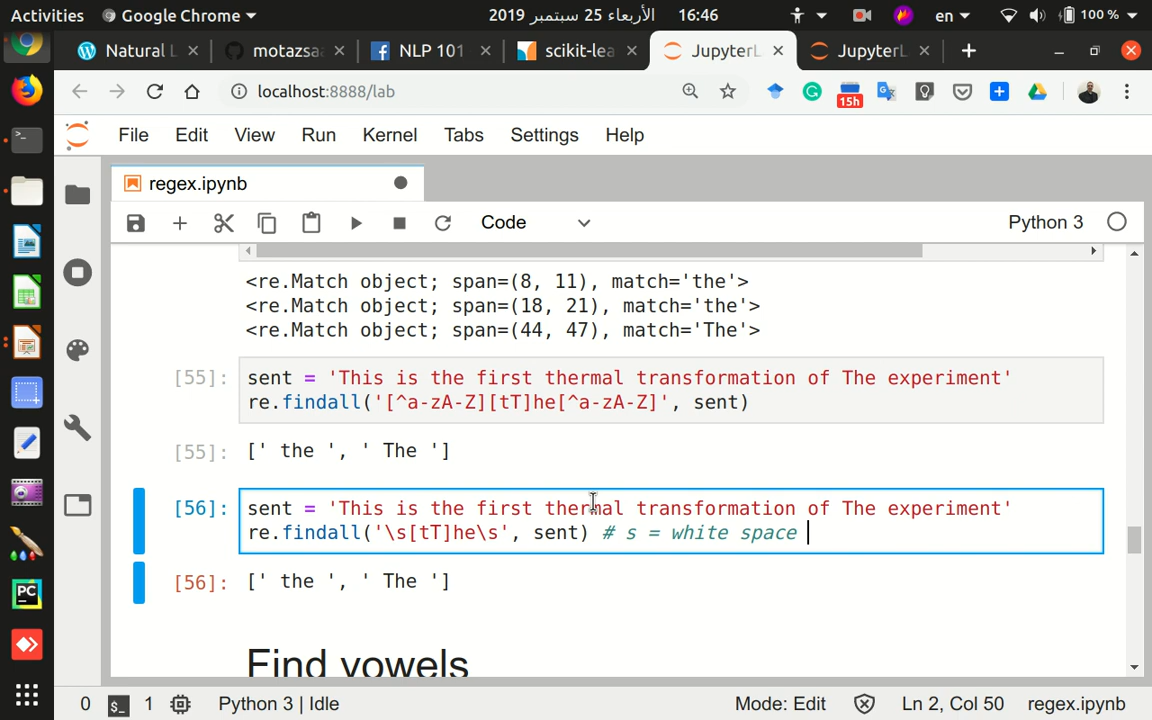 Activities Google Chrome 2019 الأربعاء 25 سبتمبر 16:46 en 100 %
Natural L motazsaa FACEBOOK NLP 101 scikit-lea JupyterL JupyterL
localhost:8888/lab
15h
File Edit View Run Kernel Tabs Settings Help
regex.ipynb
Code Python 3
<re.Match object; span=(8, 11), match='the'>
<re.Match object; span=(18, 21), match='the'>
<re.Match object; span=(44, 47), match='The'>
[55]: sent = 'This is the first thermal transformation of The experiment'
re.findall('[^a-zA-Z][tT]he[^a-zA-Z]', sent)
[55]: [' the ', ' The ']
[56]: sent = 'This is the first thermal transformation of The experiment'
re.findall('\s[tT]he\s', sent) # s = white space
[56]: [' the ', ' The ']
Find vowels
0 1 Python 3 | Idle Mode: Edit Ln 2, Col 50 regex.ipynb